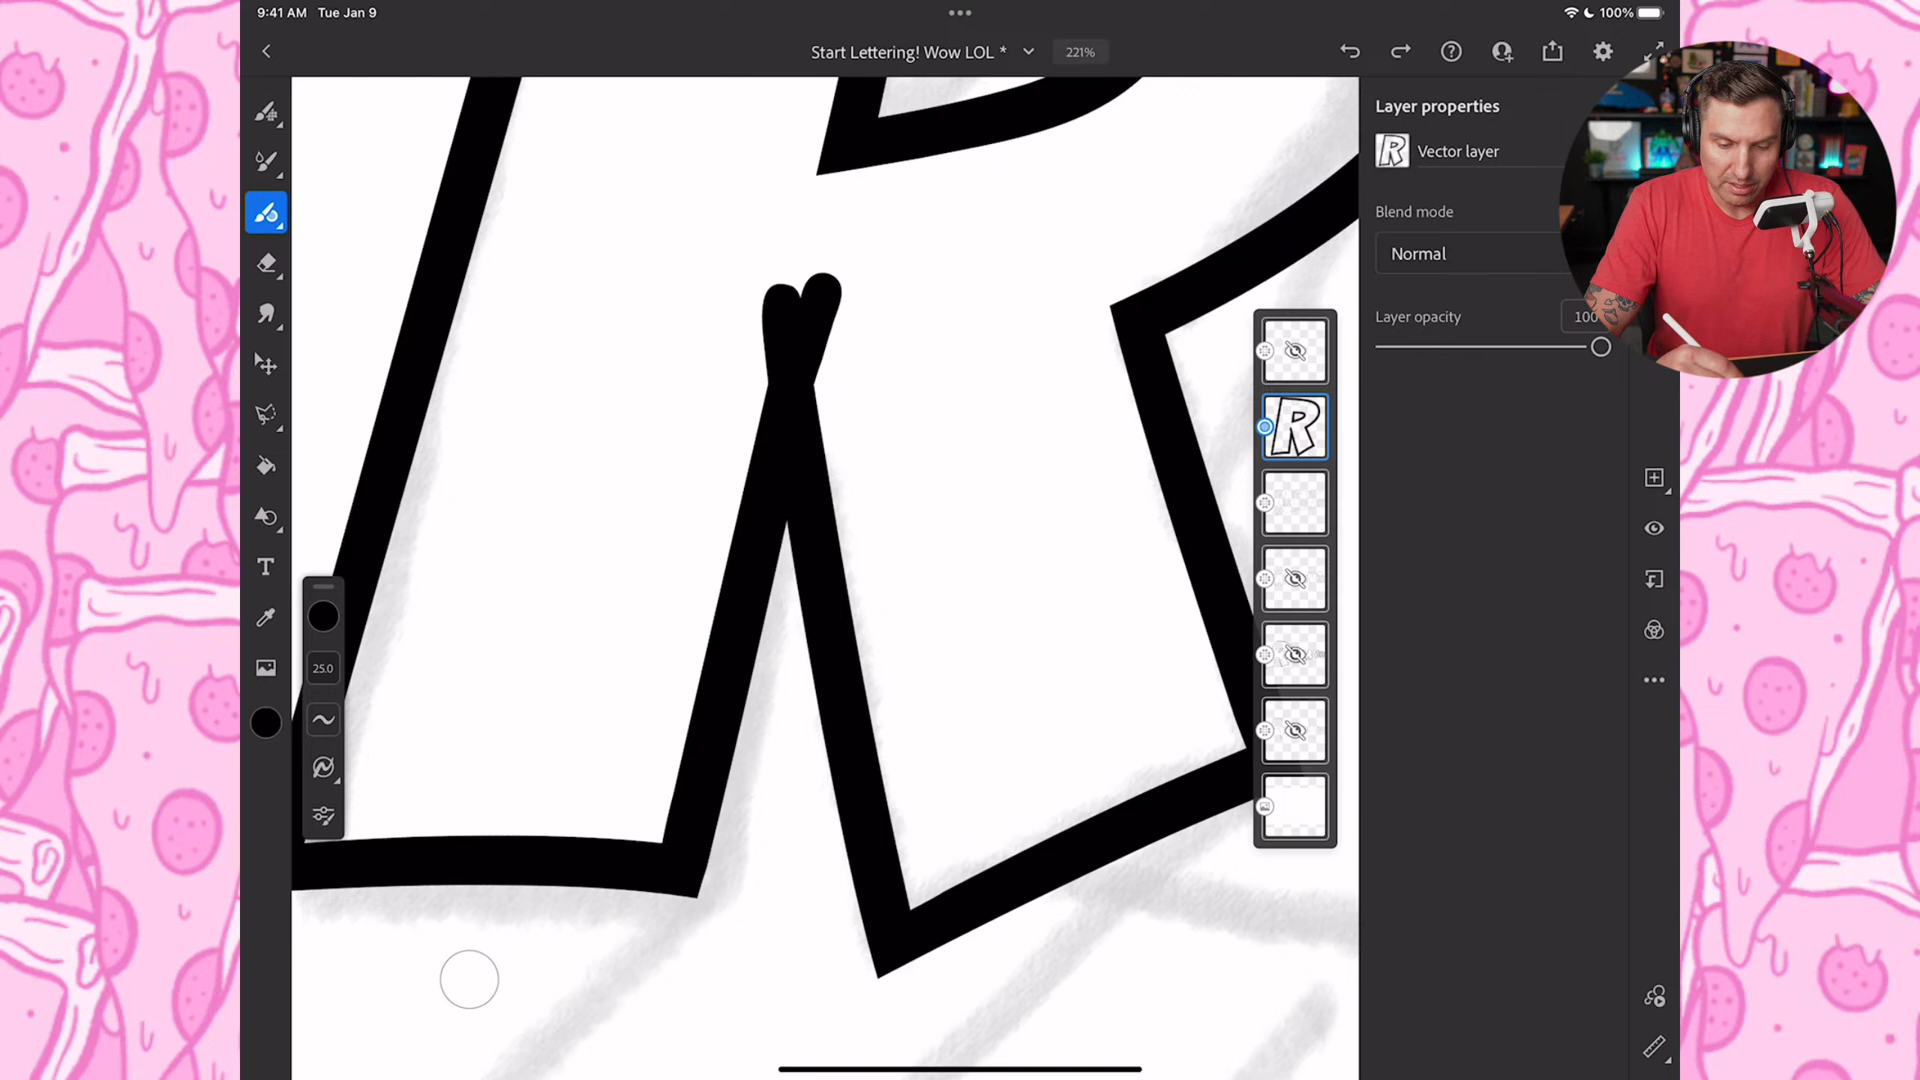 9:41 AM Tue Jan 9
100%
Start Lettering! Wow LOL *
221%
Layer properties
R
Vector layer
Blend mode
Normal
Layer opacity
100
R
25.0
T